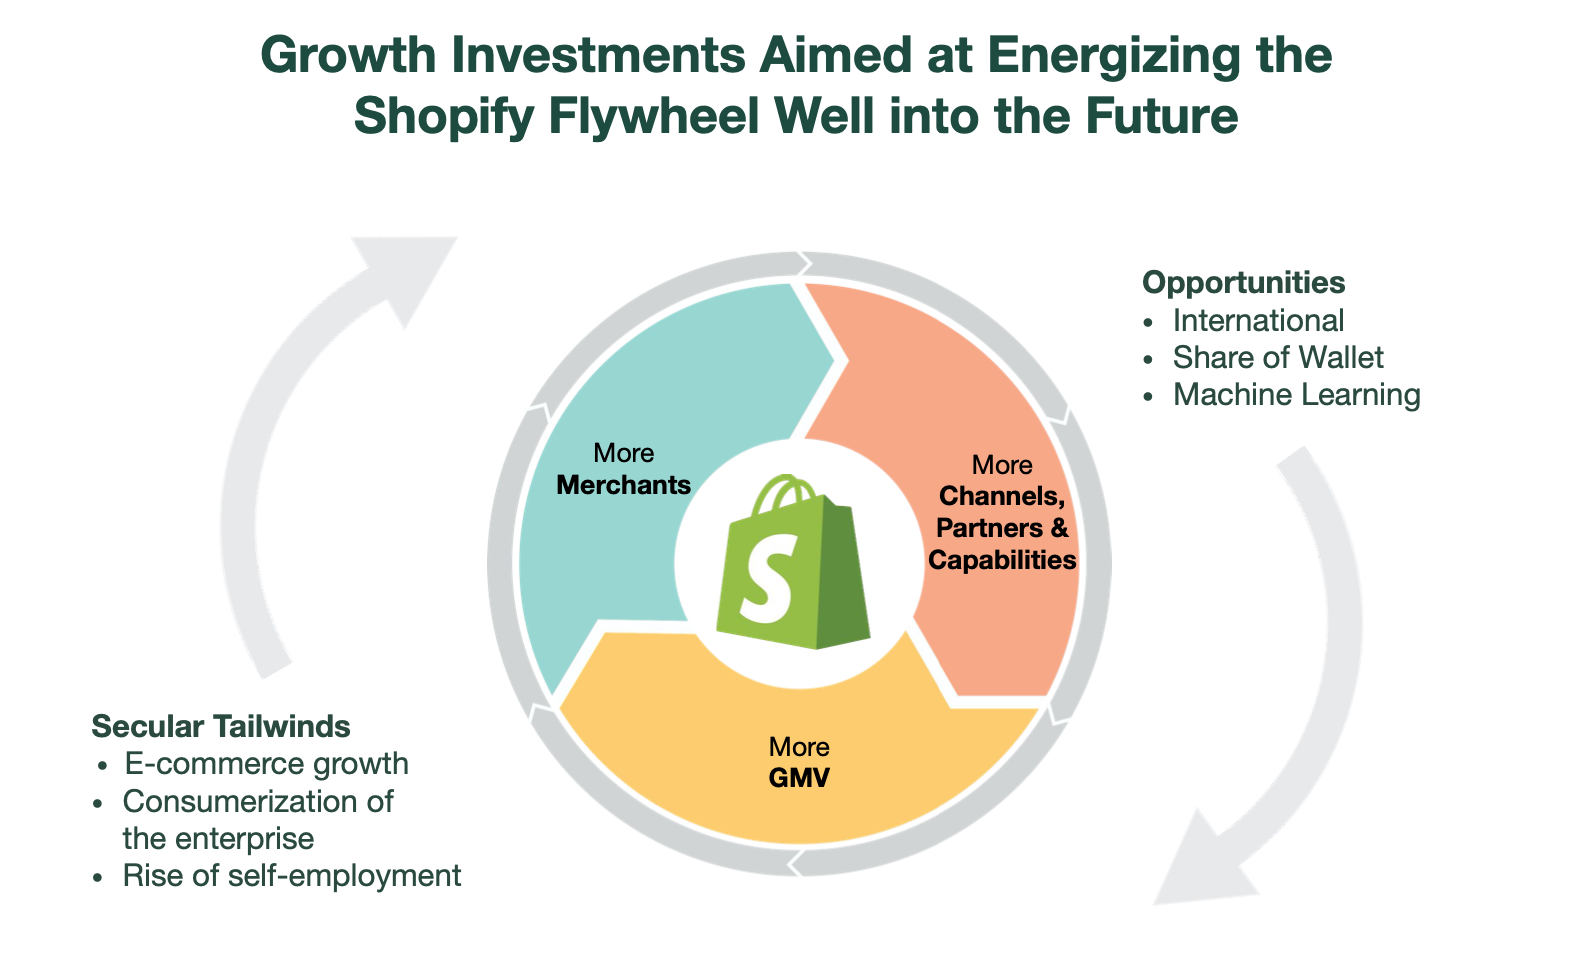 Growth Investments Aimed at Energizing the
Shopify Flywheel Well into the Future
Opportunities
• International
• Share of Wallet
• Machine Learning
More
Merchants
More
Channels,
Partners &
Capabilities
S
More
GMV
Secular Tailwinds
• E-commerce growth
• Consumerization of
the enterprise
• Rise of self-employment